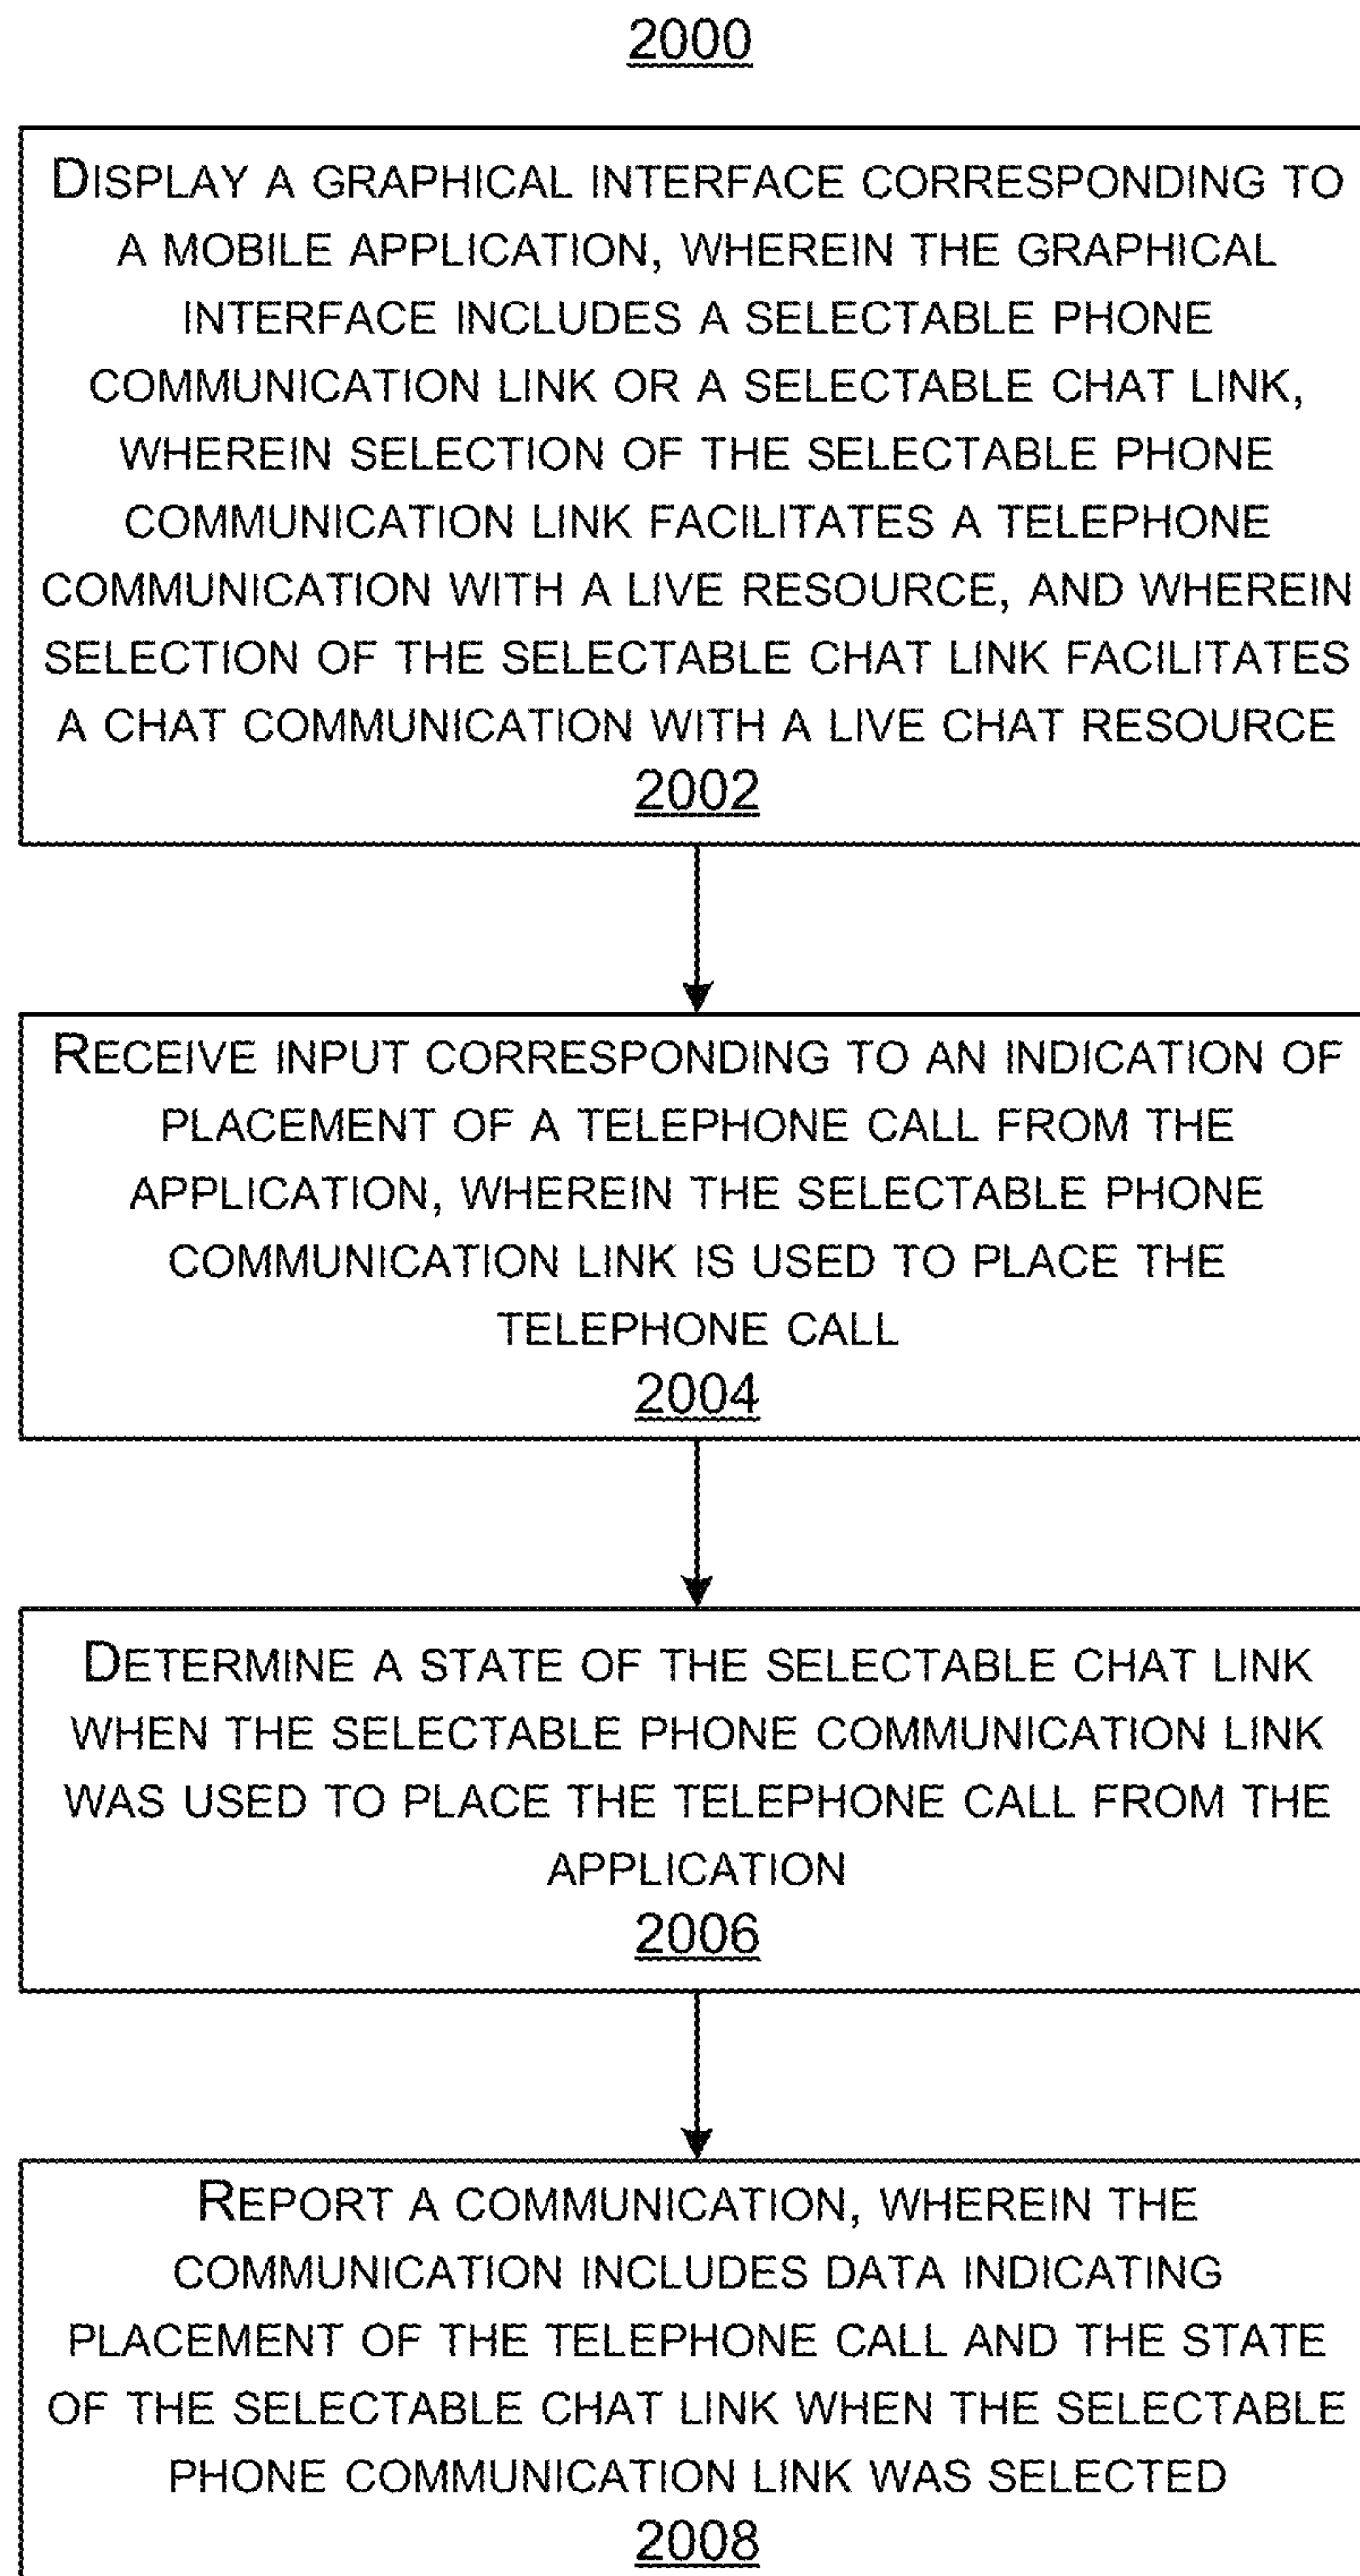 2000
DISPLAY A GRAPHICAL INTERFACE CORRESPONDING TO
A MOBILE APPLICATION, WHEREIN THE GRAPHICAL
INTERFACE INCLUDES A SELECTABLE PHONE
COMMUNICATION LINK OR A SELECTABLE CHAT LINK,
WHEREIN SELECTION OF THE SELECTABLE PHONE
COMMUNICATION LINK FACILITATES A TELEPHONE
COMMUNICATION WITH A LIVE RESOURCE, AND WHEREIN
SELECTION OF THE SELECTABLE CHAT LINK FACILITATES
A CHAT COMMUNICATION WITH A LIVE CHAT RESOURCE
2002
RECEIVE INPUT CORRESPONDING TO AN INDICATION OF
PLACEMENT OF A TELEPHONE CALL FROM THE
APPLICATION, WHEREIN THE SELECTABLE PHONE
COMMUNICATION LINK IS USED TO PLACE THE
TELEPHONE CALL
2004
DETERMINE A STATE OF THE SELECTABLE CHAT LINK
WHEN THE SELECTABLE PHONE COMMUNICATION LINK
WAS USED TO PLACE THE TELEPHONE CALL FROM THE
APPLICATION
2006
REPORT A COMMUNICATION, WHEREIN THE
COMMUNICATION INCLUDES DATA INDICATING
PLACEMENT OF THE TELEPHONE CALL AND THE STATE
OF THE SELECTABLE CHAT LINK WHEN THE SELECTABLE
PHONE COMMUNICATION LINK WAS SELECTED
2008